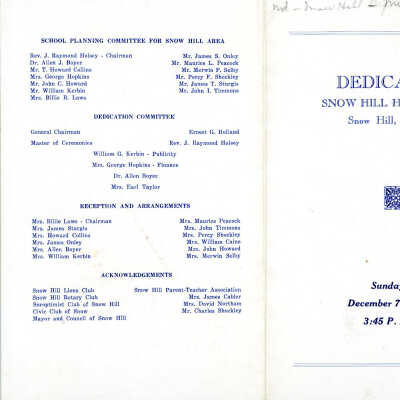 SCHOOL PLANNING COMMITTEE FOR SNOW HILL AREA
Rev. J. Raymond Holsey - Chairman Mr. James S. Onley
Dr. Allen J. Boyer Mr. Maurice L. Peacock
Mr. T. Howard Collins Mr. Merwin P. Selby
Mrs. George Hopkins Mr. Percy F. Shockley
Mr. John C. Howard Mr. James T. Sturgis
Mr. William Kerbin Mr. John I. Timmons
Mrs. Billie R. Laws
DEDICATION COMMITTEE
General Chairman Ernest G. Holland
Master of Ceremonies Rev. J. Raymond Halsey
William G. Kerbin - Publicity
Mrs. George Hopkins - Finance
Dr. Allen Boyer
Mrs. Earl Taylor
RECEPTION AND ARRANGEMENTS
Mrs. Billie Laws - Chairman Mrs. Maurice Peacock
Mrs. James Sturgis Mrs. John Timmons
Mrs. Howard Collins Mrs. Percy Shockley
Mrs. James Onley Mrs. William Caine
Mrs. Allen Boyer Mrs. John Howard
Mrs. William Kerbin Mrs. Merwin Selby
ACKNOWLEDGEMENTS
Snow Hill Lions Club Snow Hill Parent-Teacher Association
Snow Hill Rotary Club Mrs. James Cabler
Soroptimist Club of Snow Hill Mrs. David Northam
Civic Club of Snow Mr. Charles Shockley
Mayor and Council of Snow Hill
Md - Snow Hill
DEDICA
SNOW HILL H
Snow Hill,
Sunday
December 7
3:45 P.